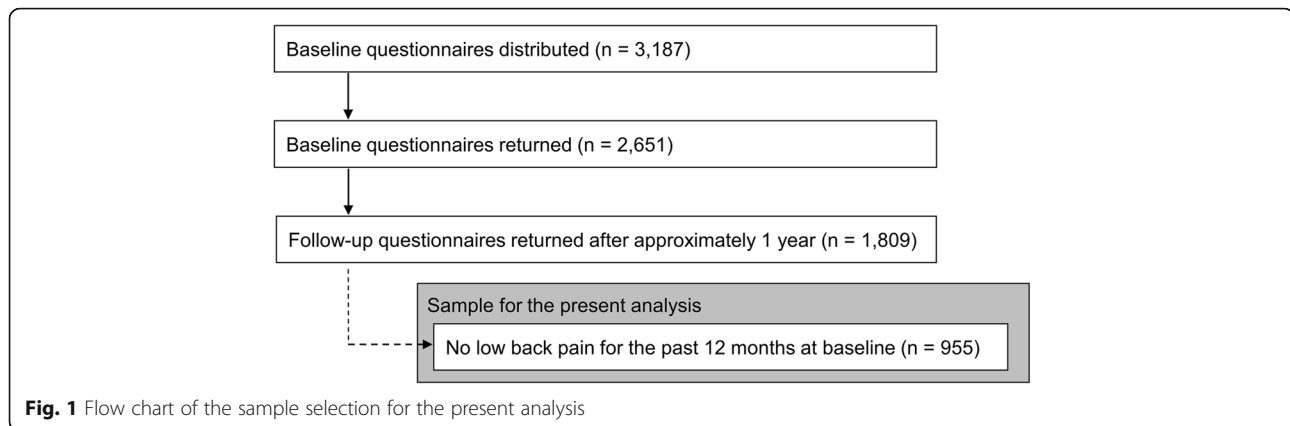 Baseline questionnaires distributed (n = 3,187)
Baseline questionnaires returned (n = 2,651)
Follow-up questionnaires returned after approximately 1 year (n = 1,809)
Sample for the present analysis
No low back pain for the past 12 months at baseline (n = 955)
Fig. 1 Flow chart of the sample selection for the present analysis